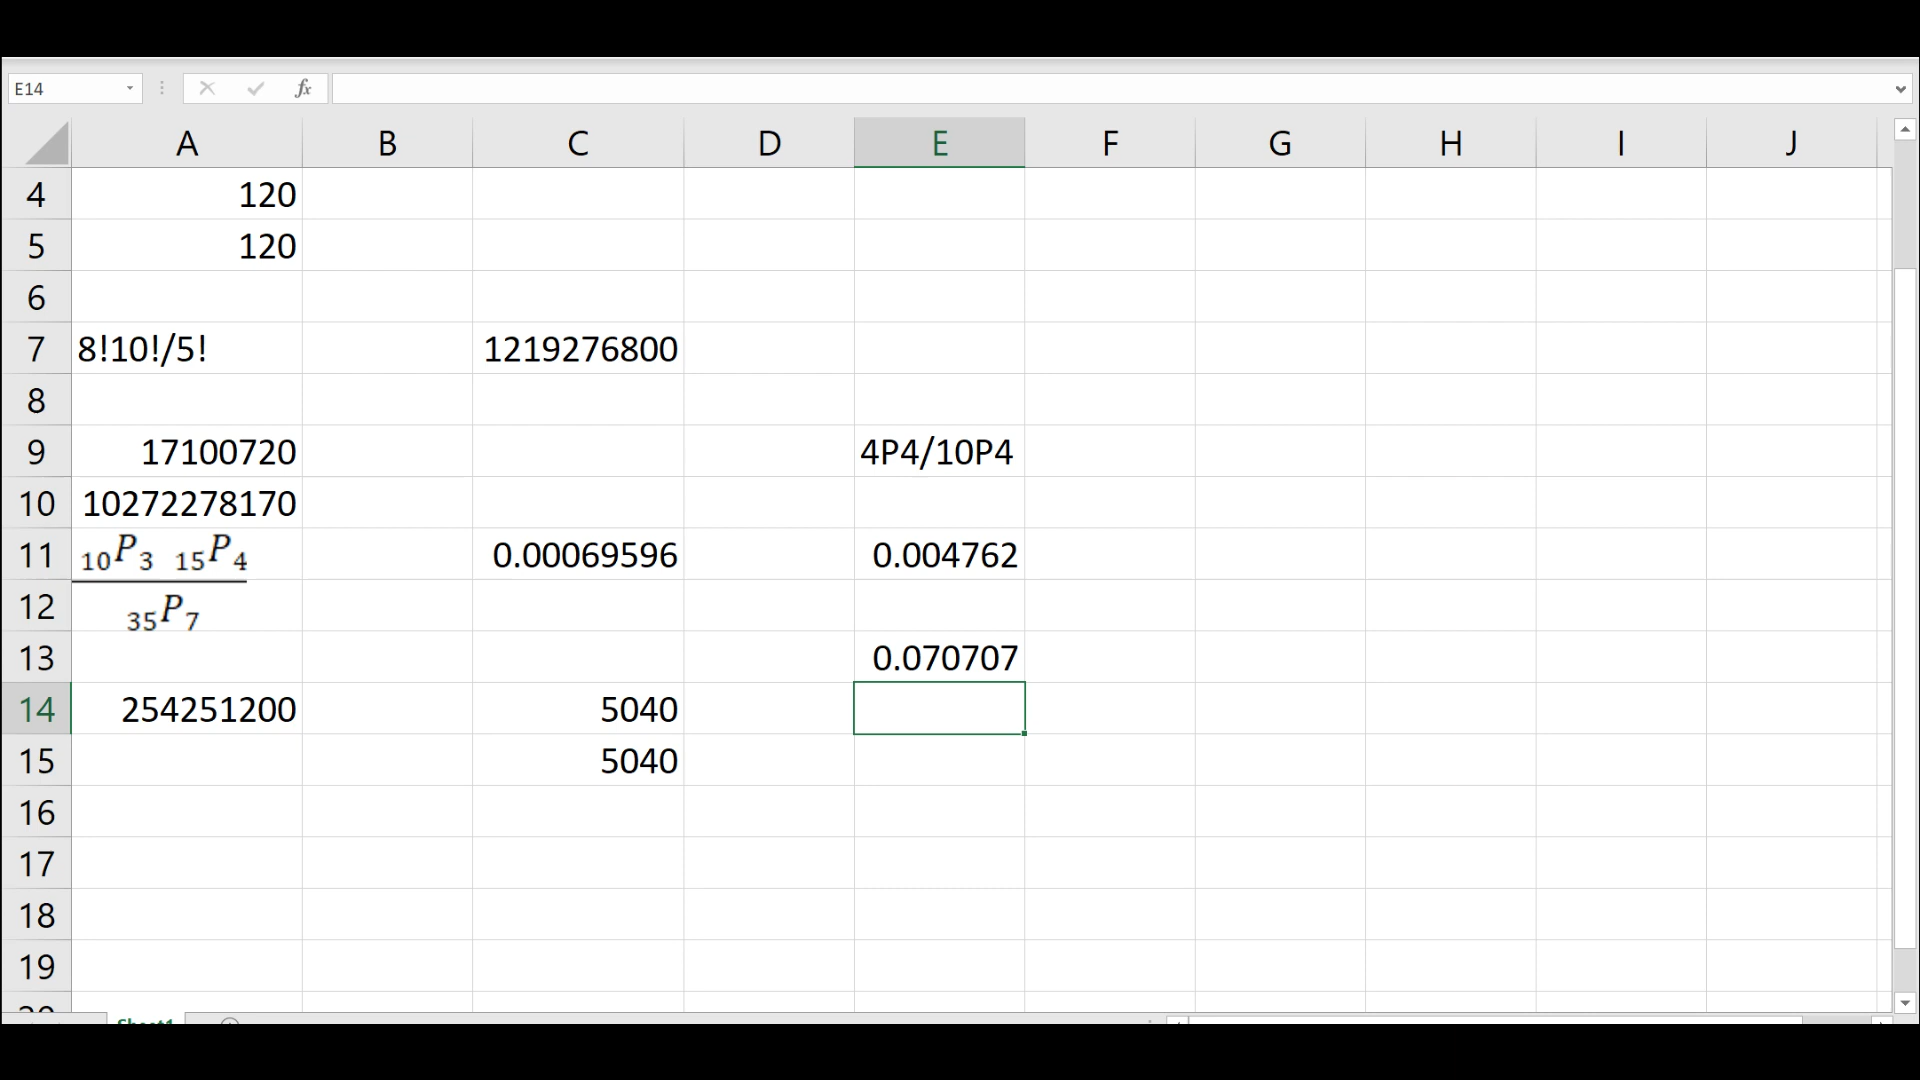 E14 fx
A B C D E F G H I J
4 120
5 120
6
7 8!10!/5! 1219276800
8
9 17100720 4P4/10P4
10 10272278170
11 10P3 15P4 0.00069596 0.004762
12 35P7
13 0.070707
14 254251200 5040
15 5040
16
17
18
19